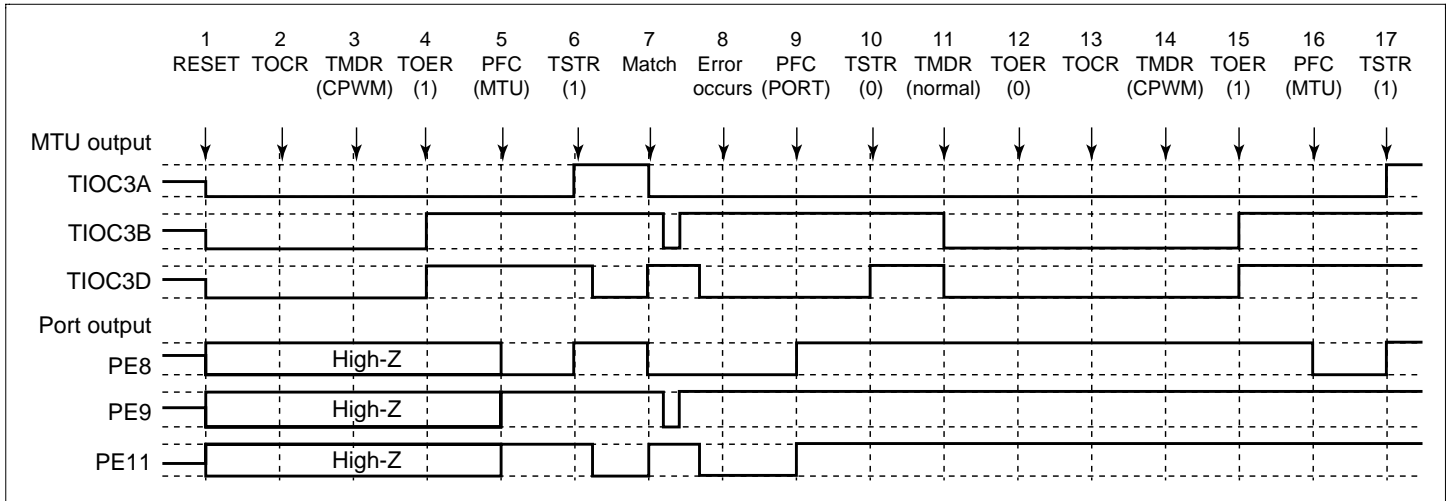 1 2 3 4 5 6 7 8 9 10 11 12 13 14 15 16 17
RESET TOCR TMDR TOER PFC TSTR Match Error PFC TSTR TMDR TOER TOCR TMDR TOER PFC TSTR
(CPWM) (1) (MTU) (1) occurs (PORT) (0) (normal) (0) (CPWM) (1) (MTU) (1)
MTU output
TIOC3A
TIOC3B
TIOC3D
Port output
PE8 High-Z
PE9 High-Z
PE11 High-Z